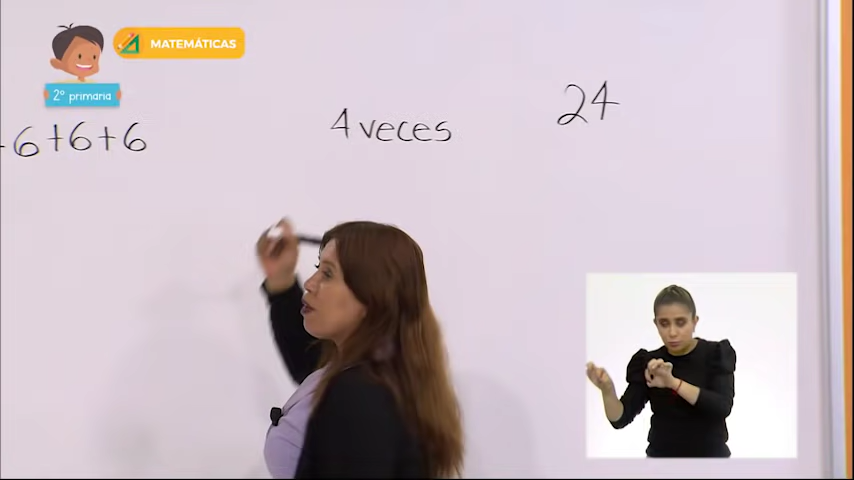 MATEMÁTICAS
2° primaria
6+6+6
4 veces
24